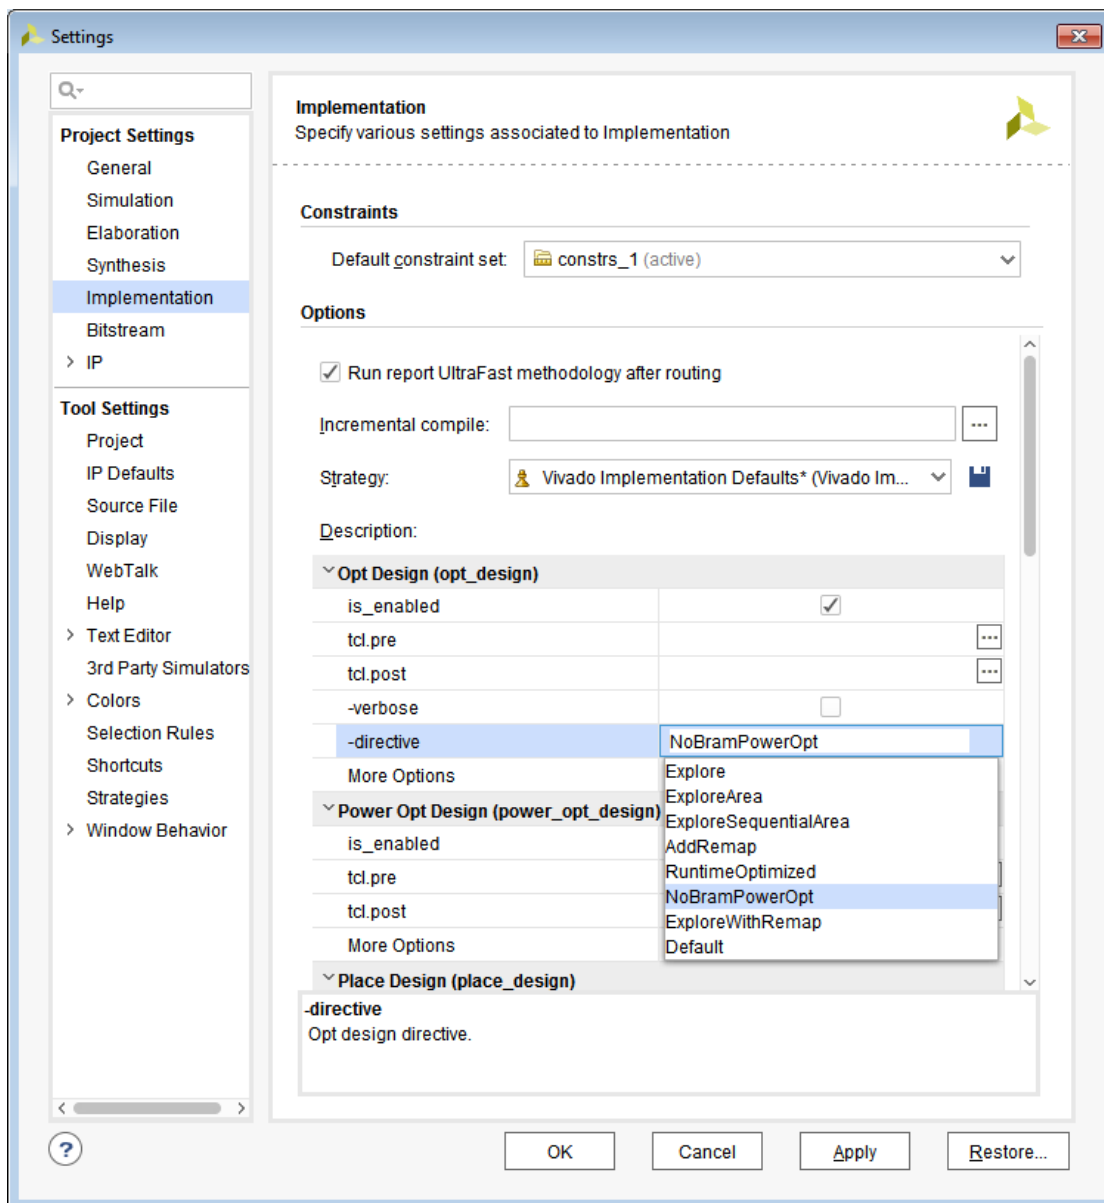 Settings
Project Settings
General
Simulation
Elaboration
Synthesis
Implementation
Bitstream
IP
Tool Settings
Project
IP Defaults
Source File
Display
WebTalk
Help
Text Editor
3rd Party Simulators
Colors
Selection Rules
Shortcuts
Strategies
Window Behavior
Implementation
Specify various settings associated to Implementation
Constraints
Default constraint set: constrs_1 (active)
Options
Run report UltraFast methodology after routing
Incremental compile: ...
Strategy: Vivado Implementation Defaults* (Vivado Im...
Description:
Opt Design (opt_design)
is_enabled
tcl.pre ...
tcl.post ...
-verbose
-directive NoBramPowerOpt
More Options
Explore
ExploreArea
ExploreSequentialArea
AddRemap
RuntimeOptimized
NoBramPowerOpt
ExploreWithRemap
Default
Power Opt Design (power_opt_design)
is_enabled
tcl.pre
tcl.post
More Options
Place Design (place_design)
-directive
Opt design directive.
?
OK Cancel Apply Restore...